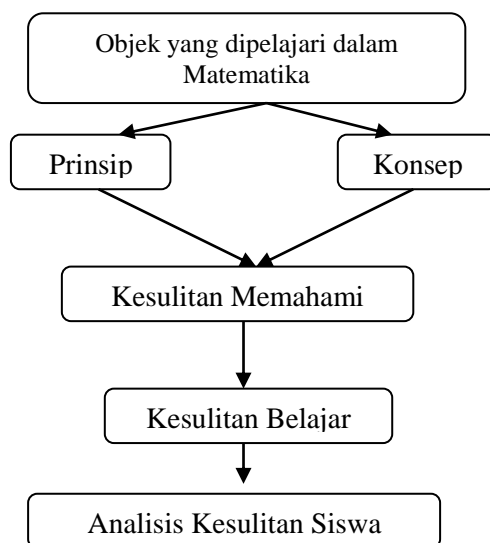 Objek yang dipelajari dalam
Matematika
Prinsip
Konsep
Kesulitan Memahami
Kesulitan Belajar
Analisis Kesulitan Siswa